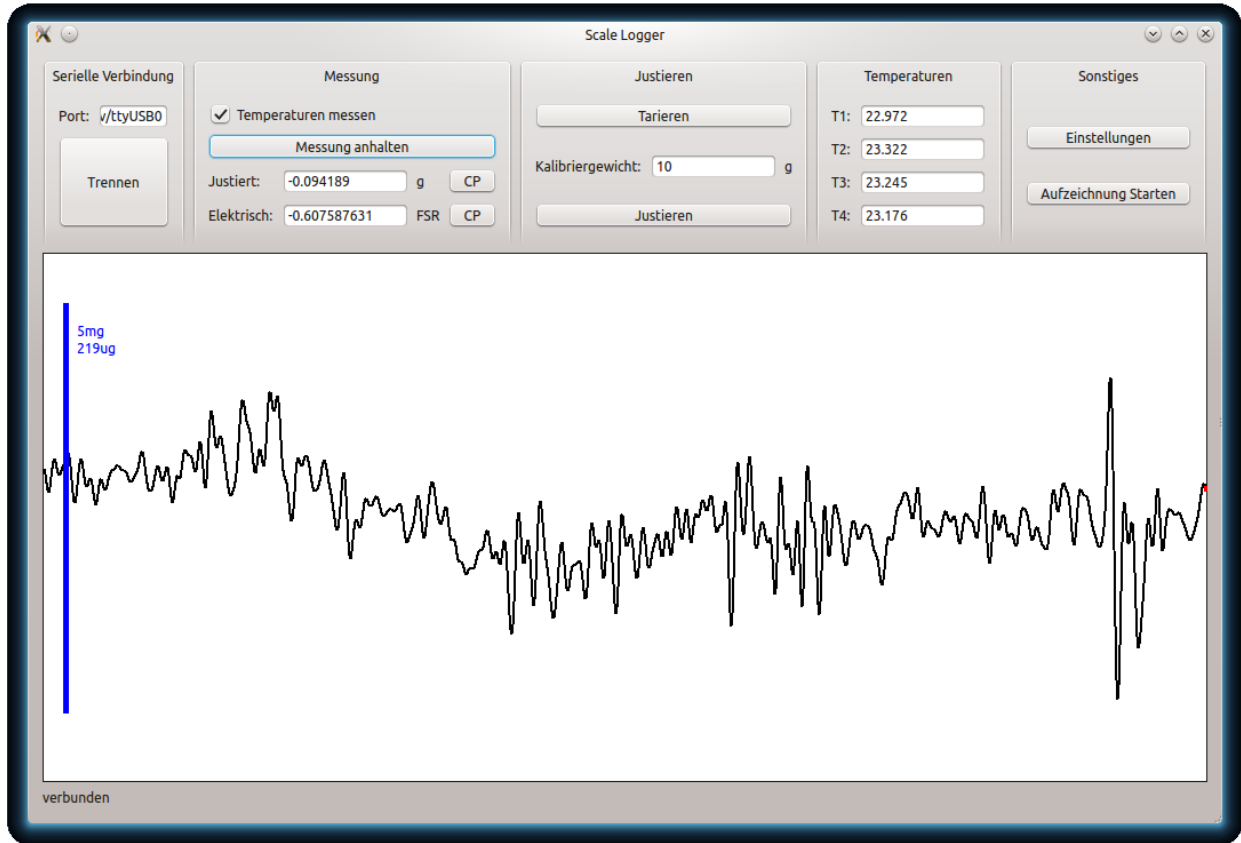 Scale Logger
Serielle Verbindung
Port: v/ttyUSB0
Trennen
Messung
Temperaturen messen
Messung anhalten
Justiert: -0.094189 g CP
Elektrisch: -0.607587631 FSR CP
Justieren
Tarieren
Kalibriergewicht: 10 g
Justieren
Temperaturen
T1: 22.972
T2: 23.322
T3: 23.245
T4: 23.176
Sonstiges
Einstellungen
Aufzeichnung Starten
5mg
219ug
verbunden